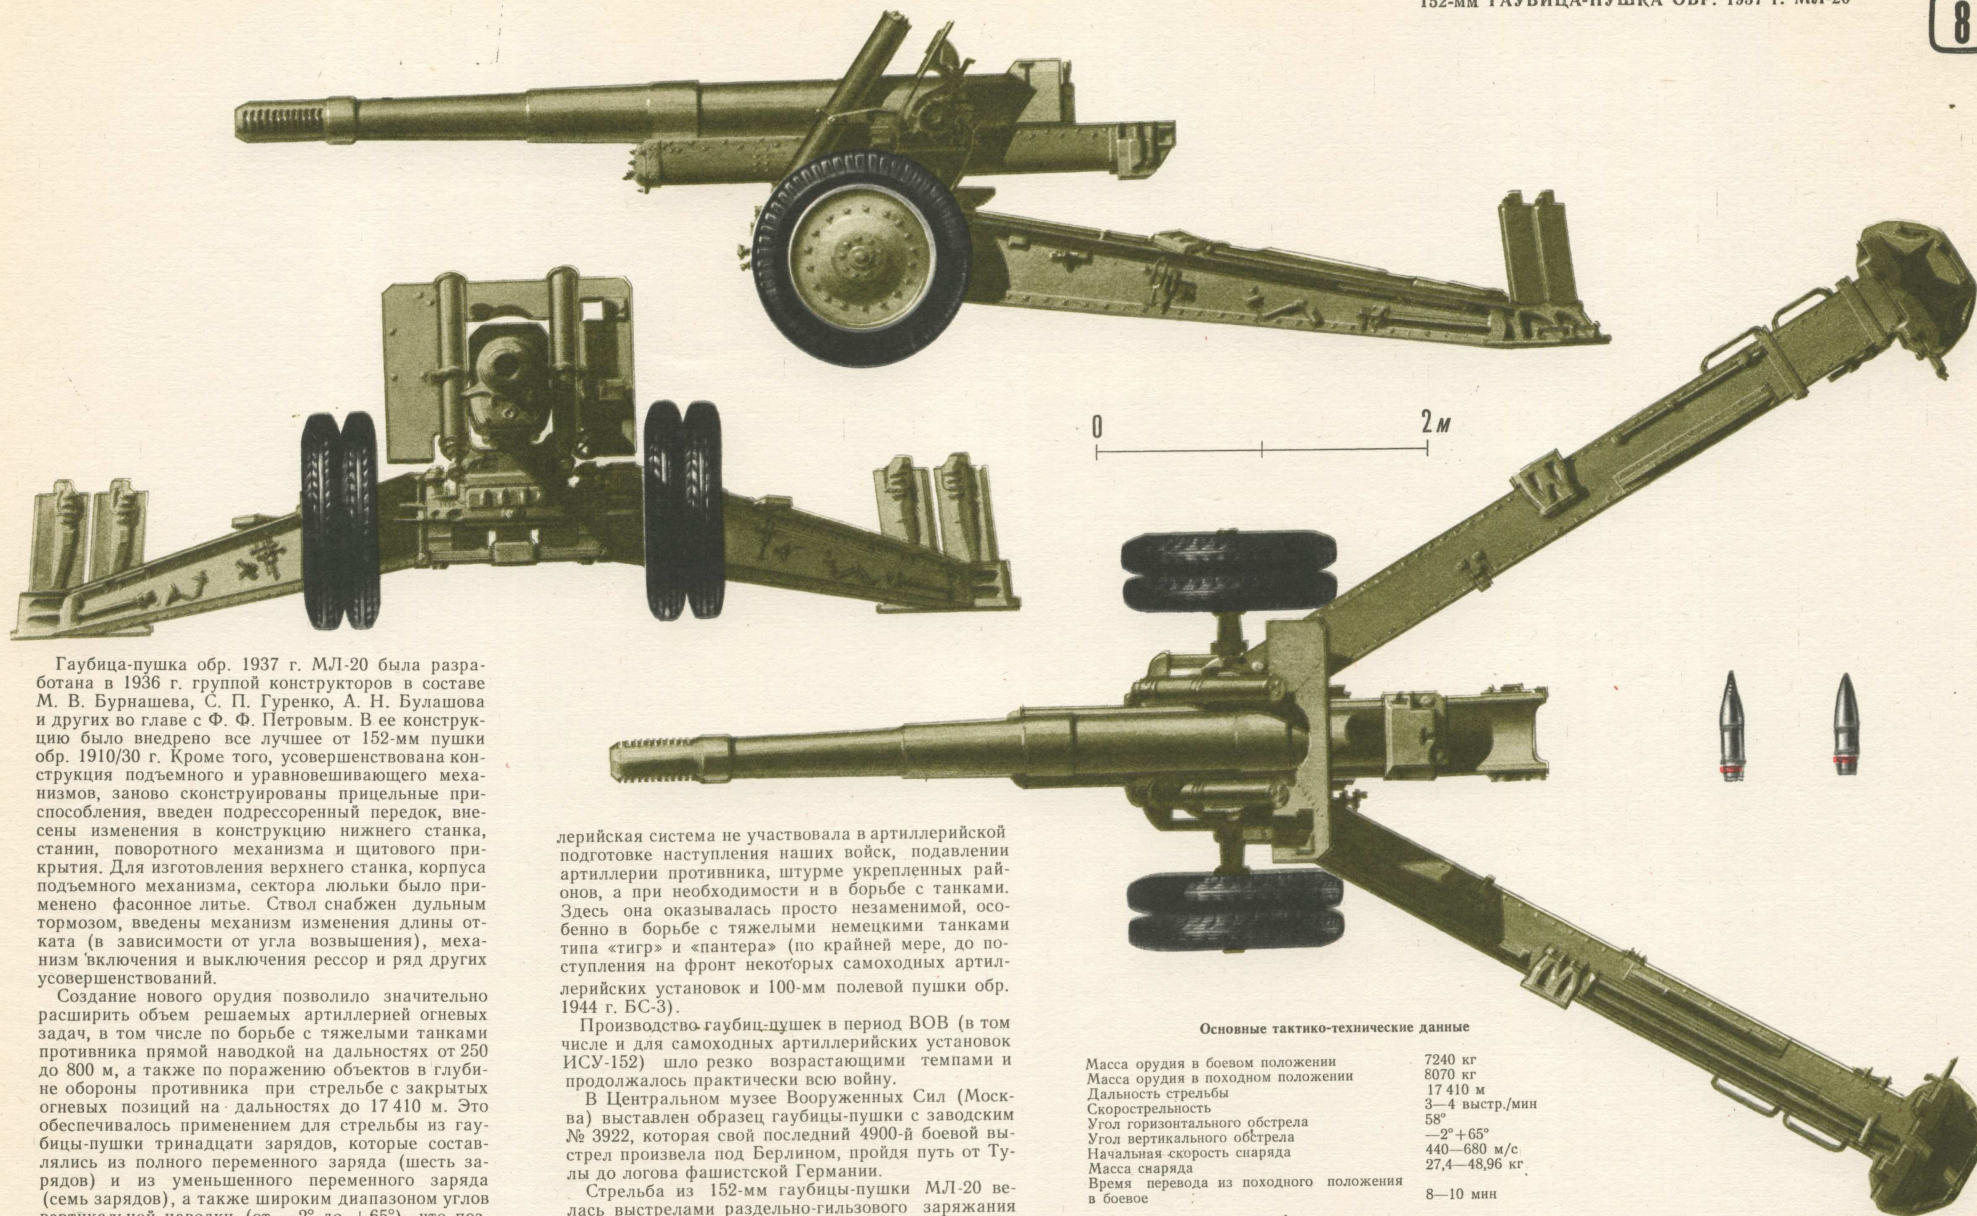 152-мм ГАУБИЦА-ПУШКА ОБР. 1937 г. МЛ-20
8
0
2 м
Гаубица-пушка обр. 1937 г. МЛ-20 была разра-
ботана в 1936 г. группой конструкторов в составе
М. В. Бурнашева, С. П. Гуренко, А. Н. Булашова
и других во главе с Ф. Ф. Петровым. В ее конструк-
цию было внедрено все лучшее от 152-мм пушки
обр. 1910/30 г. Кроме того, усовершенствована кон-
струкция подъемного и уравновешивающего меха-
низмов, заново сконструированы прицельные при-
способления, введен подрессоренный передок, вне-
сены изменения в конструкцию нижнего станка,
станин, поворотного механизма и щитового при-
крытия. Для изготовления верхнего станка, корпуса
подъемного механизма, сектора люльки было при-
менено фасонное литье. Ствол снабжен дульным
тормозом, введены механизм изменения длины от-
ката (в зависимости от угла возвышения), меха-
низм включения и выключения рессор и ряд других
усовершенствований.
Создание нового орудия позволило значительно
расширить объем решаемых артиллерией огневых
задач, в том числе по борьбе с тяжелыми танками
противника прямой наводкой на дальностях от 250
до 800 м, а также по поражению объектов в глуби-
не обороны противника при стрельбе с закрытых
огневых позиций на дальностях до 17 410 м. Это
обеспечивалось применением для стрельбы из гау-
бицы-пушки тринадцати зарядов, которые состав-
лялись из полного переменного заряда (шесть за-
рядов) и из уменьшенного переменного заряда
(семь зарядов), а также широким диапазоном углов
вертикальной наводки (от −2° до +65°), что поз-
лерийская система не участвовала в артиллерийской
подготовке наступления наших войск, подавлении
артиллерии противника, штурме укрепленных рай-
онов, а при необходимости и в борьбе с танками.
Здесь она оказывалась просто незаменимой, осо-
бенно в борьбе с тяжелыми немецкими танками
типа «тигр» и «пантера» (по крайней мере, до по-
ступления на фронт некоторых самоходных артил-
лерийских установок и 100-мм полевой пушки обр.
1944 г. БС-3).
Производство гаубиц-пушек в период ВОВ (в том
числе и для самоходных артиллерийских установок
ИСУ-152) шло резко возрастающими темпами и
продолжалось практически всю войну.
В Центральном музее Вооруженных Сил (Моск-
ва) выставлен образец гаубицы-пушки с заводским
№ 3922, которая свой последний 4900-й боевой вы-
стрел произвела под Берлином, пройдя путь от Ту-
лы до логова фашистской Германии.
Стрельба из 152-мм гаубицы-пушки МЛ-20 ве-
лась выстрелами раздельно-гильзового заряжания
Основные тактико-технические данные
Масса орудия в боевом положении 7240 кг
Масса орудия в походном положении 8070 кг
Дальность стрельбы 17 410 м
Скорострельность 3—4 выстр./мин
Угол горизонтального обстрела 58°
Угол вертикального обстрела —2°+65°
Начальная скорость снаряда 440—680 м/с
Масса снаряда 27,4—48,96 кг
Время перевода из походного положения
в боевое 8—10 мин